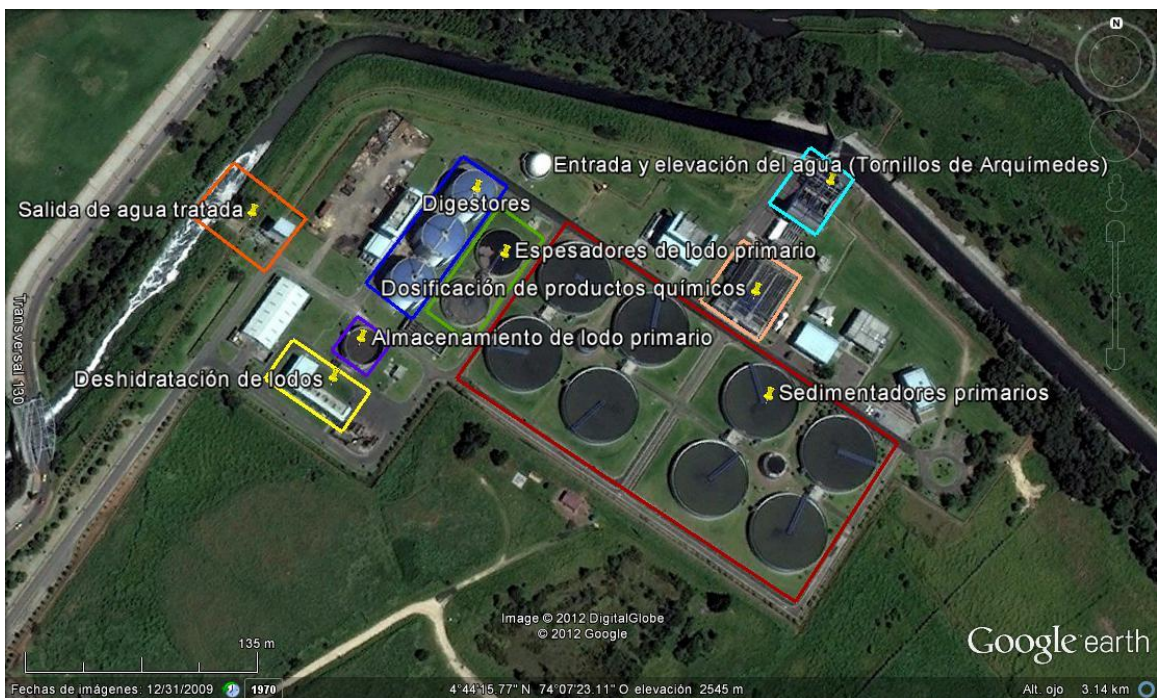 N
Entrada y elevación del agua (Tornillos de Arquímedes)
Salida de agua tratada
Digestores
Espesadores de lodo primario
Dosificación de productos químicos
Almacenamiento de lodo primario
Deshidratación de lodos
Sedimentadores primarios
Transversal 130
Image © 2012 DigitalGlobe
© 2012 Google
Google earth
135 m
Fechas de imágenes: 12/31/2009 1970 4°44'15.77" N 74°07'23.11" O elevación 2545 m Alt. ojo 3.14 km